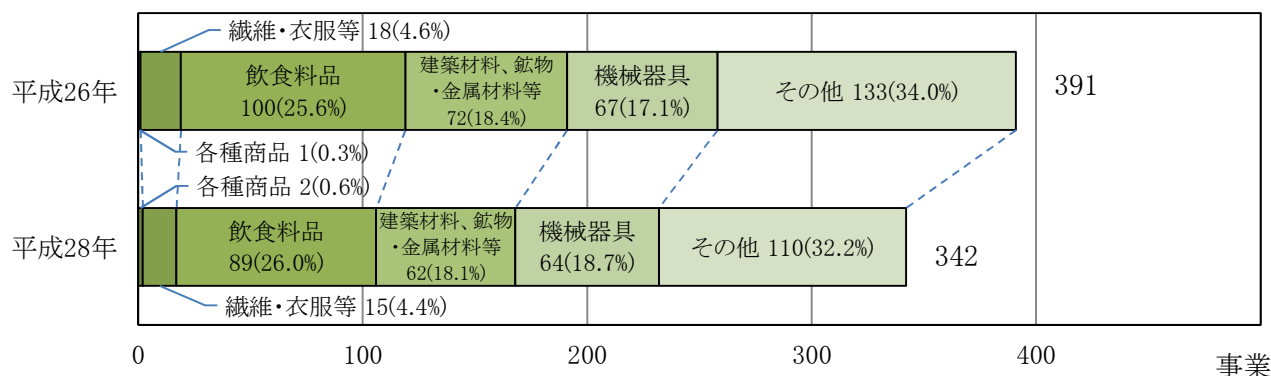 繊維・衣服等 18(4.6%)
平成26年
飲食料品
100(25.6%)
建築材料、鉱物
・金属材料等
72(18.4%)
機械器具
67(17.1%)
その他 133(34.0%)
391
各種商品 1(0.3%)
各種商品 2(0.6%)
平成28年
飲食料品
89(26.0%)
建築材料、鉱物
・金属材料等
62(18.1%)
機械器具
64(18.7%)
その他 110(32.2%)
342
繊維・衣服等 15(4.4%)
0 100 200 300 400
事業